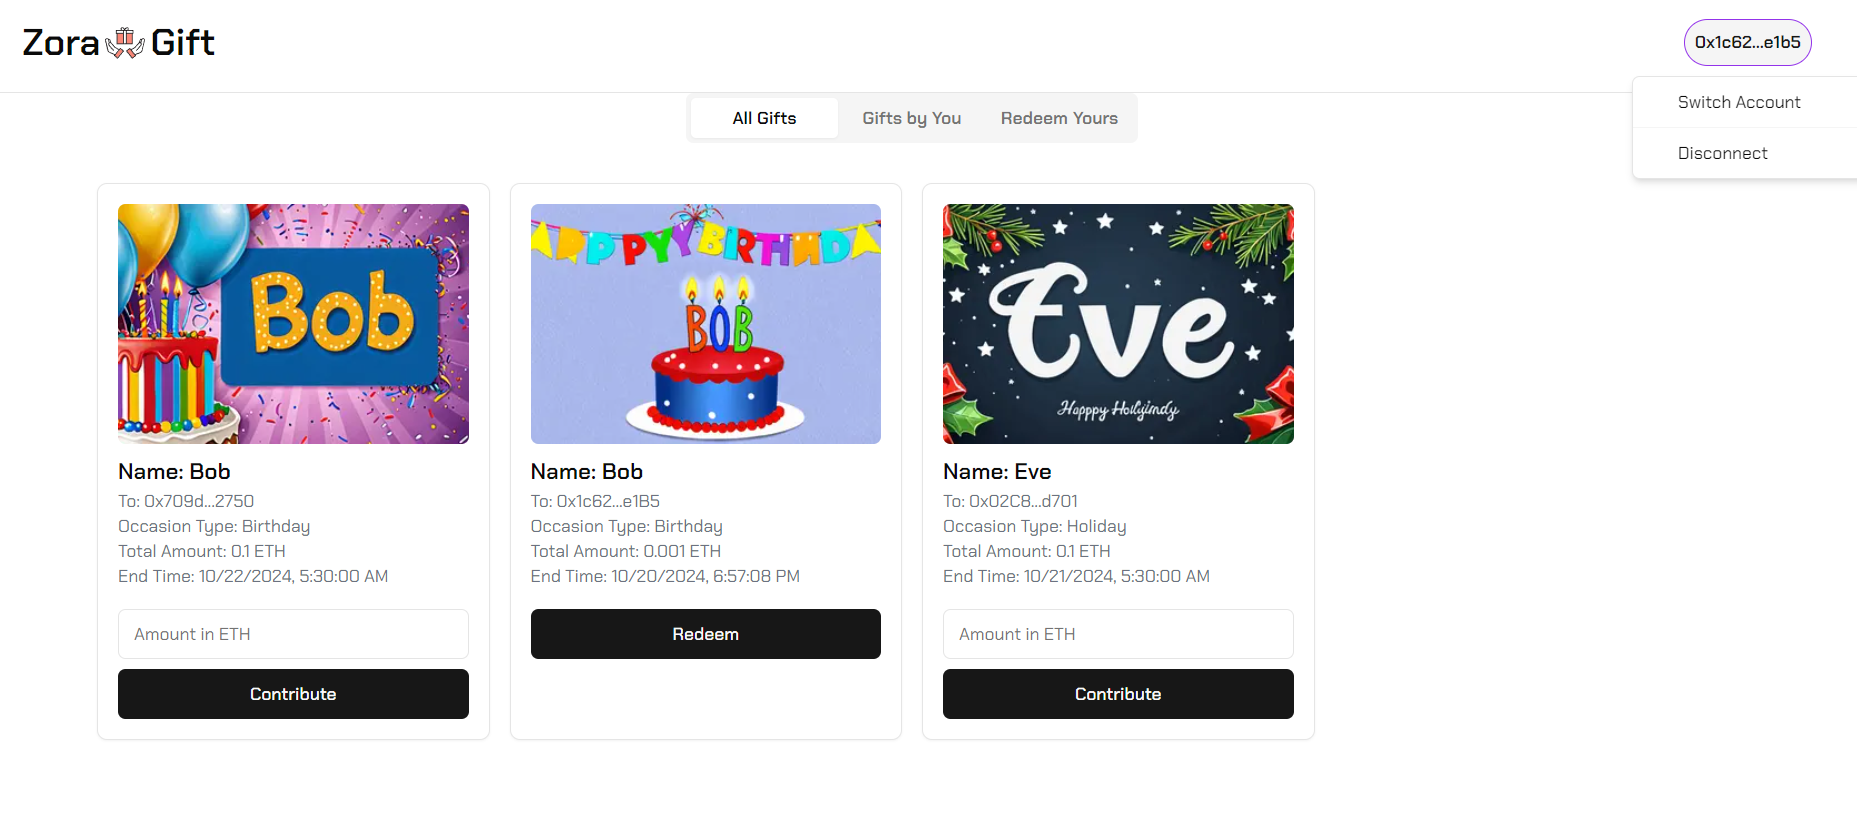 Zora Gift
0x1c62...e1b5
Switch Account
Disconnect
All Gifts
Gifts by You
Redeem Yours
Bob
Name: Bob
To: 0x709d...2750
Occasion Type: Birthday
Total Amount: 0.1 ETH
End Time: 10/22/2024, 5:30:00 AM
Amount in ETH
Contribute
ARPPPYYBIRTHMDA
BOB
Name: Bob
To: 0x1c62...e1B5
Occasion Type: Birthday
Total Amount: 0.001 ETH
End Time: 10/20/2024, 6:57:08 PM
Redeem
Eve
Name: Eve
To: 0x02C8...d701
Occasion Type: Holiday
Total Amount: 0.1 ETH
End Time: 10/21/2024, 5:30:00 AM
Amount in ETH
Contribute